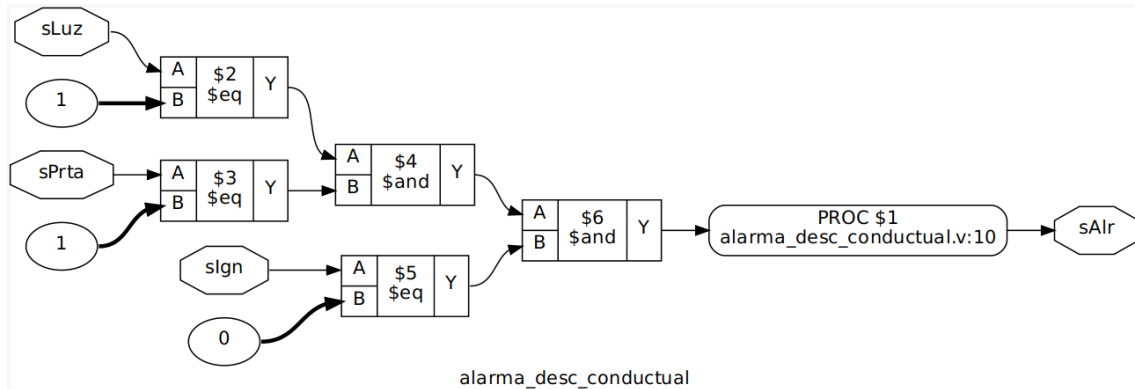 sLuz
A
$2
$eq
Y
B
1
sPrta
A
$3
$eq
Y
B
1
A
$4
$and
Y
B
sIgn
A
$5
$eq
Y
B
0
A
$6
$and
Y
B
PROC $1
alarma_desc_conductual.v:10
sAlr
alarma_desc_conductual